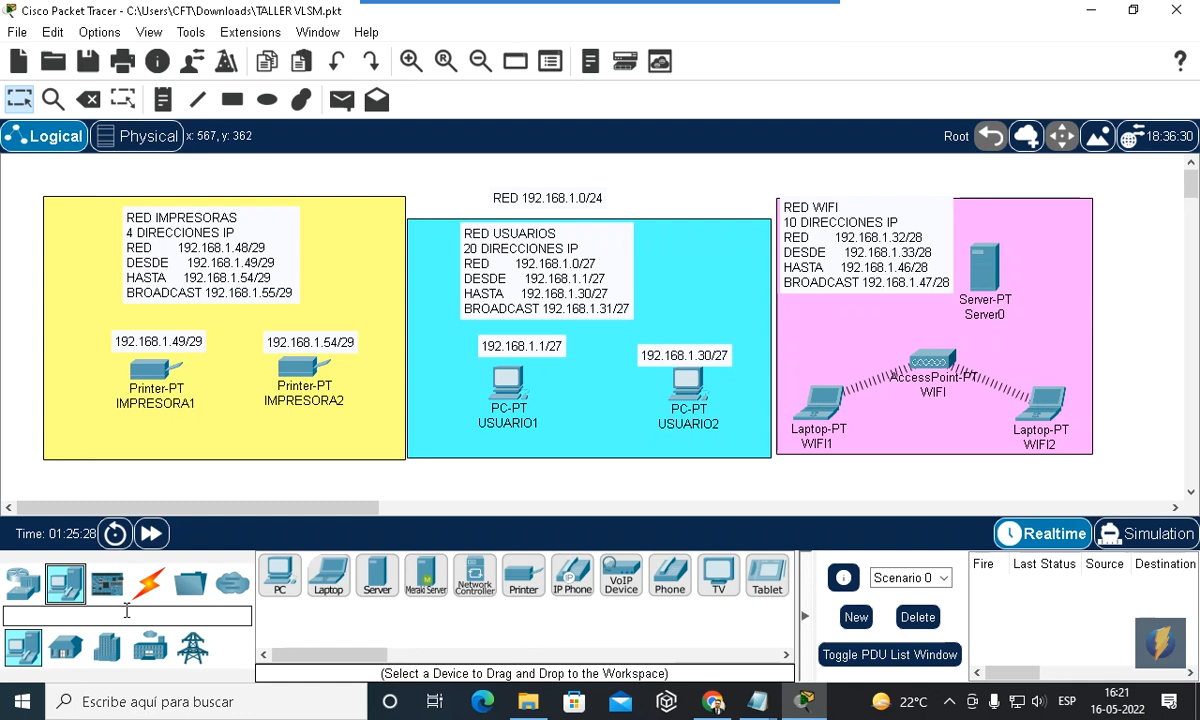 Cisco Packet Tracer - C:\Users\CFT\Downloads\TALLER VLSM.pkt
File Edit Options View Tools Extensions Window Help
Logical Physical x: 567, y: 362 Root 18:36:30
RED 192.168.1.0/24
RED IMPRESORAS
4 DIRECCIONES IP
RED 192.168.1.48/29
DESDE 192.168.1.49/29
HASTA 192.168.1.54/29
BROADCAST 192.168.1.55/29
192.168.1.49/29
192.168.1.54/29
Printer-PT
IMPRESORA1
Printer-PT
IMPRESORA2
RED USUARIOS
20 DIRECCIONES IP
RED 192.168.1.0/27
DESDE 192.168.1.1/27
HASTA 192.168.1.30/27
BROADCAST 192.168.1.31/27
192.168.1.1/27
192.168.1.30/27
PC-PT
USUARIO1
PC-PT
USUARIO2
RED WIFI
10 DIRECCIONES IP
RED 192.168.1.32/28
DESDE 192.168.1.33/28
HASTA 192.168.1.46/28
BROADCAST 192.168.1.47/28
Server-PT
Server0
AccessPoint-PT
WIFI
Laptop-PT
WIFI1
Laptop-PT
WIFI2
Time: 01:25:28 Realtime Simulation
PC Laptop Server Meraki Server Network Controller Printer IP Phone VoIP Device Phone TV Tablet
(Select a Device to Drag and Drop to the Workspace)
Scenario 0
New Delete
Toggle PDU List Window
Fire Last Status Source Destination
Escribe aquí para buscar
22°C ESP 16:21
16-05-2022